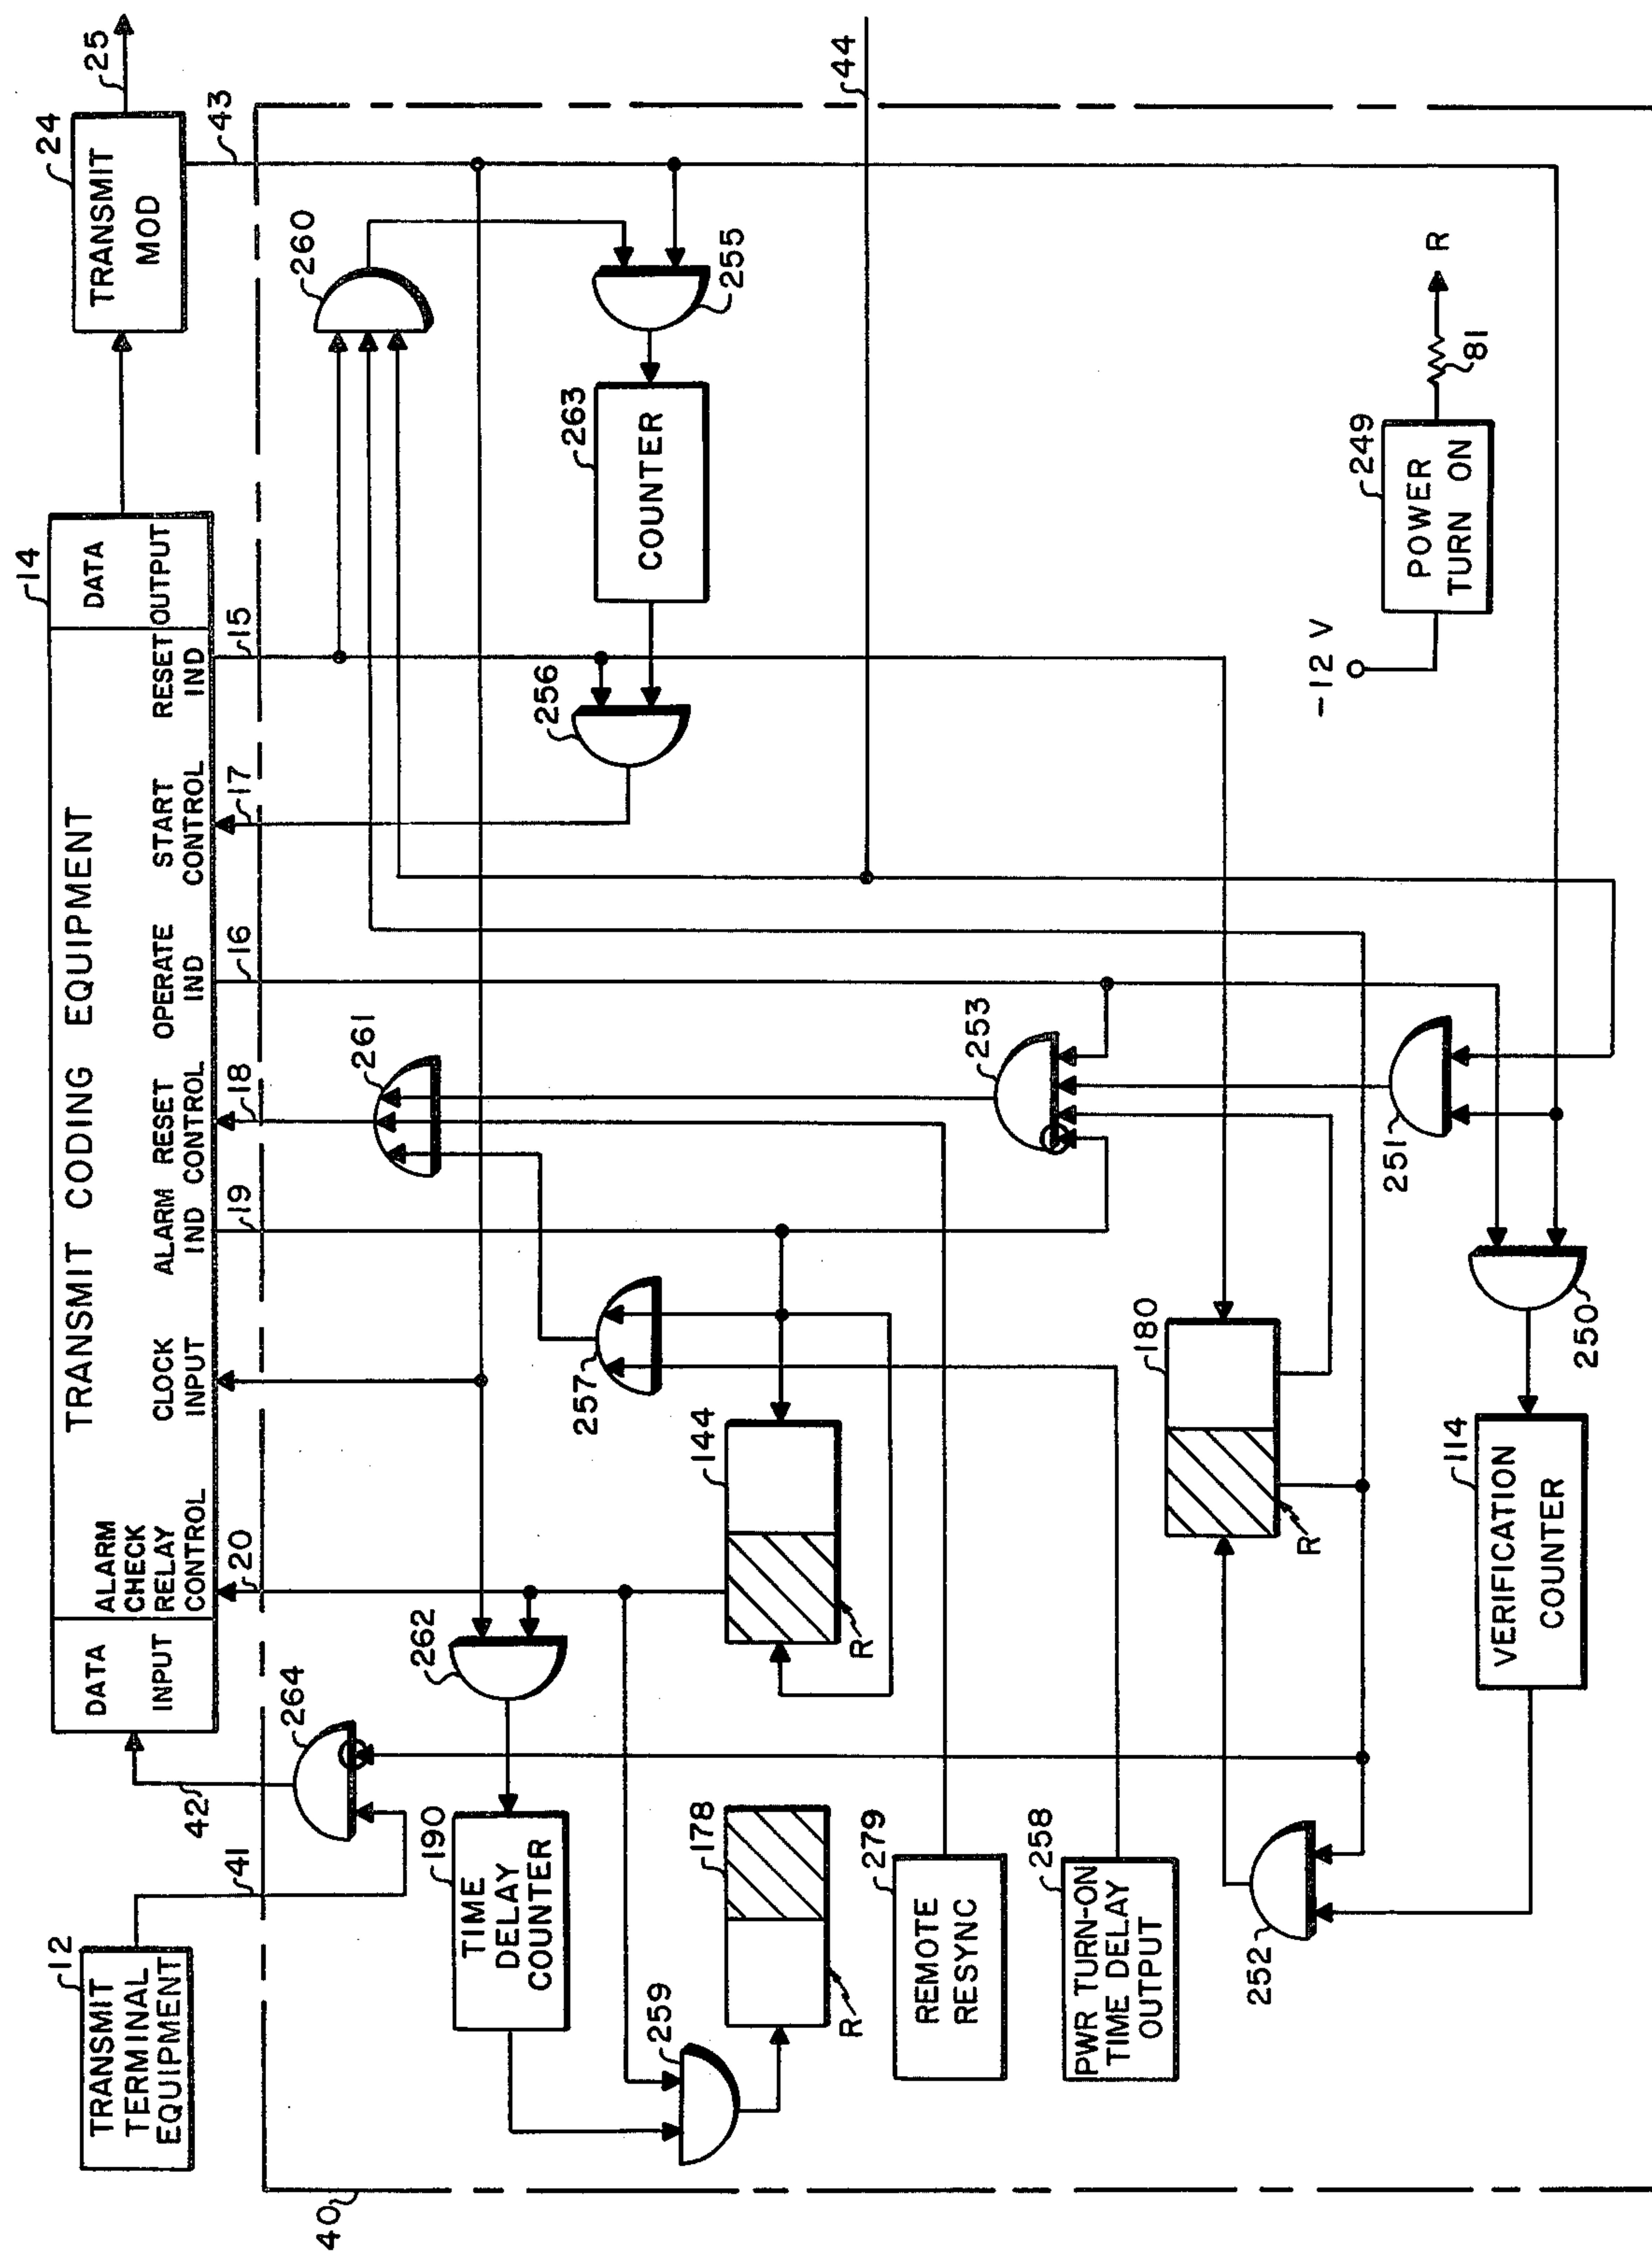 12
TRANSMIT
TERMINAL
EQUIPMENT
41
42
264
14
DATA
INPUT
TRANSMIT CODING EQUIPMENT
ALARM
CHECK
RELAY
CONTROL
CLOCK
INPUT
ALARM
IND
RESET
CONTROL
OPERATE
IND
START
CONTROL
RESET
IND
DATA
OUTPUT
24
TRANSMIT
MOD
25
43
40
20
19
18
16
17
15
260
261
262
190
TIME
DELAY
COUNTER
257
256
263
COUNTER
255
259
178
R
144
R
44
279
REMOTE
RESYNC
253
258
PWR TURN-ON
TIME DELAY
OUTPUT
180
R
252
251
-12 V
249
POWER
TURN ON
81
R
114
VERIFICATION
COUNTER
250